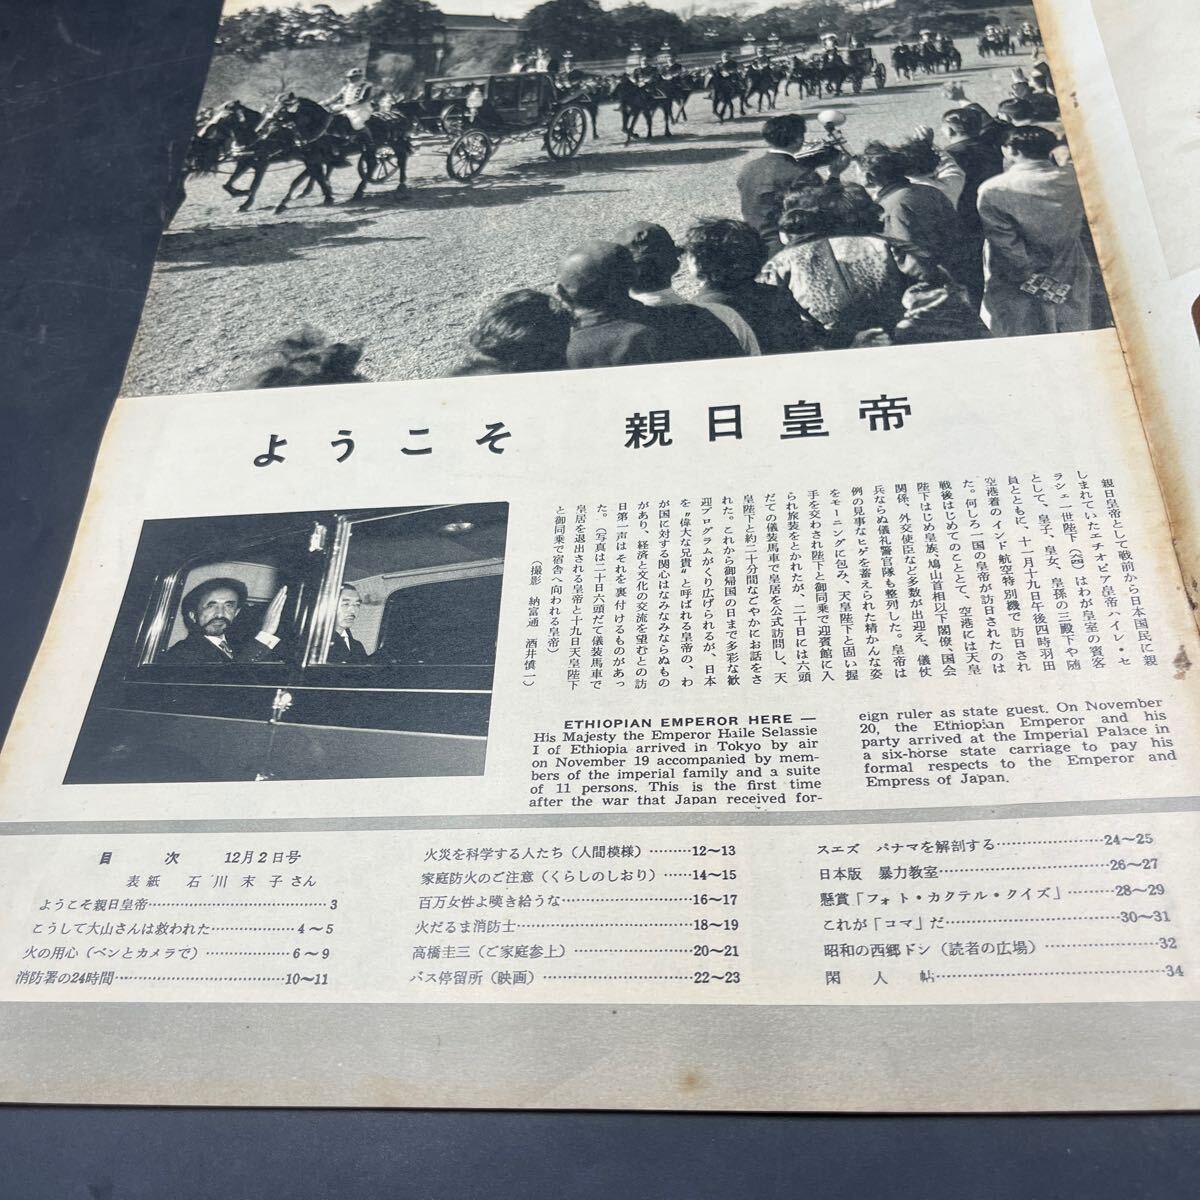 ようこそ 親日皇帝
親日皇帝として戦前から日本国民に親
しまれていたエチオピア皇帝ハイレ・セ
ラシエ一世陛下(六四)はわが皇室の賓客
として、皇子、皇女、皇孫の三殿下や随
員とともに、十一月十九日午後四時羽田
空港着のインド航空特別機で訪日され
た。何しろ一国の皇帝が訪日されたのは
戦後はじめてのこととて、空港には天皇
陛下はじめ皇族、鳩山首相以下閣僚、国会
関係、外交使臣など多数が出迎え、儀仗
兵ならぬ儀礼警官隊も整列した。皇帝は
例の見事なヒゲを蓄えられた精かんな姿
をモーニングに包み、天皇陛下と固い握
手を交わされ陛下と御同乗で迎賓館に入
られ旅装をとかれたが、二十日には六頭
だての儀装馬車で皇居を公式訪問し、天
皇陛下と約二十分間なごやかにお話をさ
れた。これから御帰国の日まで多彩な歓
迎プログラムがくり広げられるが、日本
を〝偉大な兄貴〟と呼ばれる皇帝の、わ
が国に対する関心はなみなみならぬもの
があり、経済と文化の交流を望むとの訪
日第一声はそれを裏付けるものがあっ
た。(写真は二十日六頭だて儀装馬車で
皇居を退出される皇帝と十九日天皇陛下
と御同乗で宿舎へ向われる皇帝)
(撮影 納富通 酒井慎一)
ETHIOPIAN EMPEROR HERE —
His Majesty the Emperor Haile Selassie
I of Ethiopia arrived in Tokyo by air
on November 19 accompanied by mem-
bers of the imperial family and a suite
of 11 persons. This is the first time
after the war that Japan received for-
eign ruler as state guest. On November
20, the Ethiopian Emperor and his
party arrived at the Imperial Palace in
a six-horse state carriage to pay his
formal respects to the Emperor and
Empress of Japan.
目 次 12月2日号
表紙 石川末子さん
ようこそ親日皇帝……………………3
こうして大山さんは救われた…………4〜5
火の用心(ペンとカメラで)…………6〜9
消防署の24時間……………………10〜11
火災を科学する人たち(人間模様)………12〜13
家庭防火のご注意(くらしのしおり)………14〜15
百万女性よ嘆き給うな………………16〜17
火だるま消防士……………………18〜19
高橋圭三(ご家庭参上)……………20〜21
バス停留所(映画)…………………22〜23
スエズ パナマを解剖する……………24〜25
日本版 暴力教室……………………26〜27
懸賞「フォト・カクテル・クイズ」………28〜29
これが「コマ」だ……………………30〜31
昭和の西郷ドン(読者の広場)……………32
閑人帖……………………………34